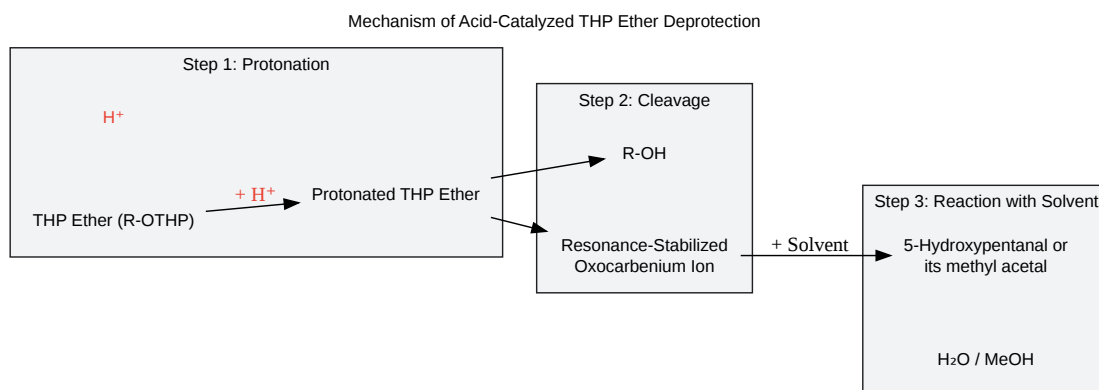 Mechanism of Acid-Catalyzed THP Ether Deprotection
Step 1: Protonation
H⁺
THP Ether (R-OTHP)
+ H⁺
Protonated THP Ether
Step 2: Cleavage
R-OH
Resonance-Stabilized
Oxocarbenium Ion
+ Solvent
Step 3: Reaction with Solvent
5-Hydroxypentanal or
its methyl acetal
H₂O / MeOH